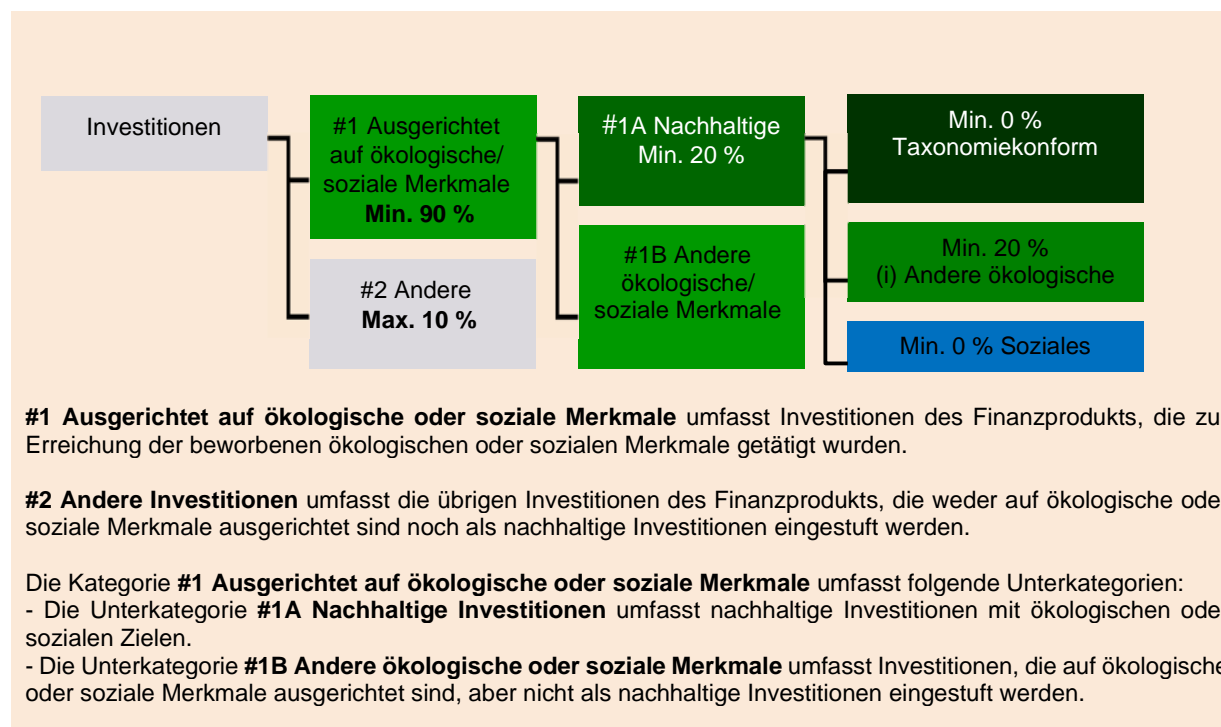 Investitionen
#1 Ausgerichtet
auf ökologische/
soziale Merkmale
Min. 90 %
#2 Andere
Max. 10 %
#1A Nachhaltige
Min. 20 %
#1B Andere
ökologische/
soziale Merkmale
Min. 0 %
Taxonomiekonform
Min. 20 %
(i) Andere ökologische
Min. 0 % Soziales
#1 Ausgerichtet auf ökologische oder soziale Merkmale umfasst Investitionen des Finanzprodukts, die zu
Erreichung der beworbenen ökologischen oder sozialen Merkmale getätigt wurden.
#2 Andere Investitionen umfasst die übrigen Investitionen des Finanzprodukts, die weder auf ökologische ode
soziale Merkmale ausgerichtet sind noch als nachhaltige Investitionen eingestuft werden.
Die Kategorie #1 Ausgerichtet auf ökologische oder soziale Merkmale umfasst folgende Unterkategorien:
- Die Unterkategorie #1A Nachhaltige Investitionen umfasst nachhaltige Investitionen mit ökologischen ode
sozialen Zielen.
- Die Unterkategorie #1B Andere ökologische oder soziale Merkmale umfasst Investitionen, die auf ökologische
oder soziale Merkmale ausgerichtet sind, aber nicht als nachhaltige Investitionen eingestuft werden.